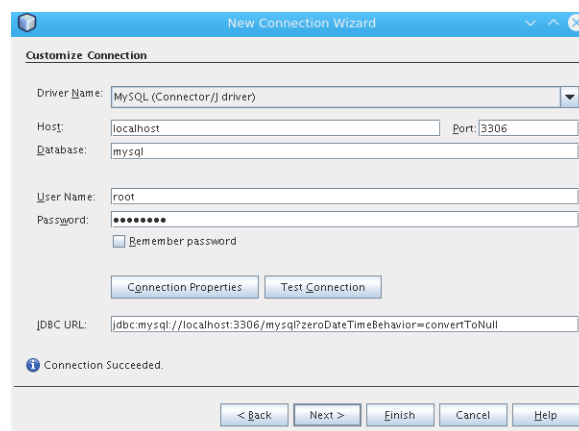 New Connection Wizard
Customize Connection
Driver Name: MySQL (Connector/J driver)
Host: localhost Port: 3306
Database: mysql
User Name: root
Password: ●●●●●●●●
Remember password
Connection Properties Test Connection
JDBC URL: jdbc:mysql://localhost:3306/mysql?zeroDateTimeBehavior=convertToNull
Connection Succeeded.
< Back Next > Finish Cancel Help